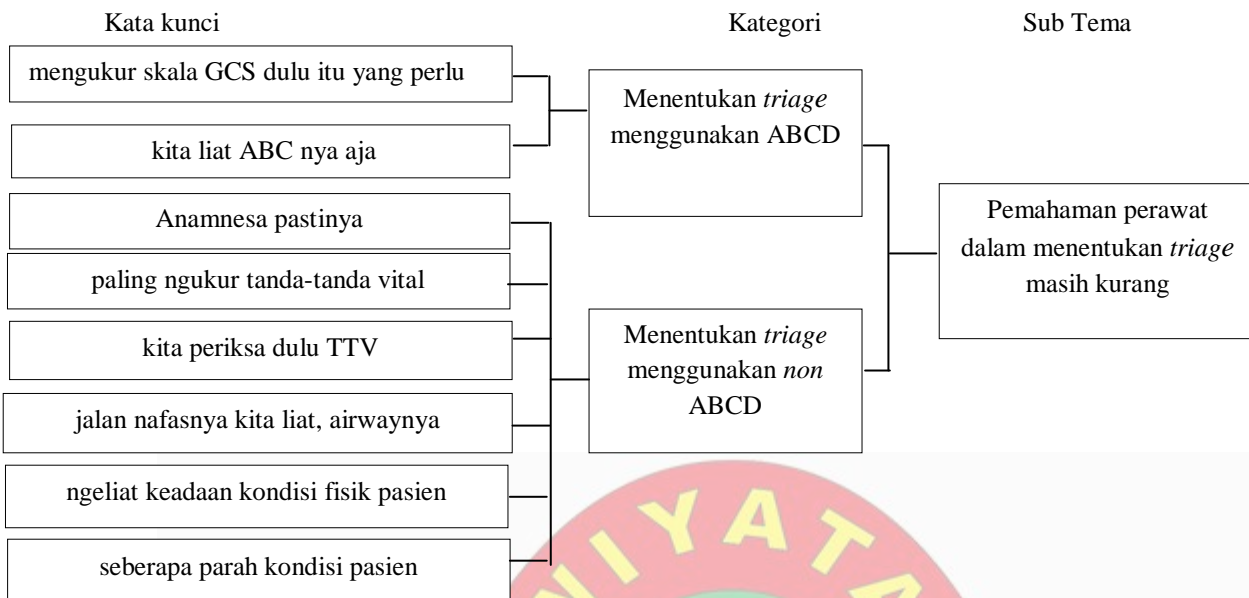 Kata kunci
Kategori
Sub Tema
mengukur skala GCS dulu itu yang perlu
kita liat ABC nya aja
Anamnesa pastinya
paling ngukur tanda-tanda vital
kita periksa dulu TTV
jalan nafasnya kita liat, airwaynya
ngeliat keadaan kondisi fisik pasien
seberapa parah kondisi pasien
Menentukan triage
menggunakan ABCD
Menentukan triage
menggunakan non
ABCD
Pemahaman perawat
dalam menentukan triage
masih kurang
NIYATA